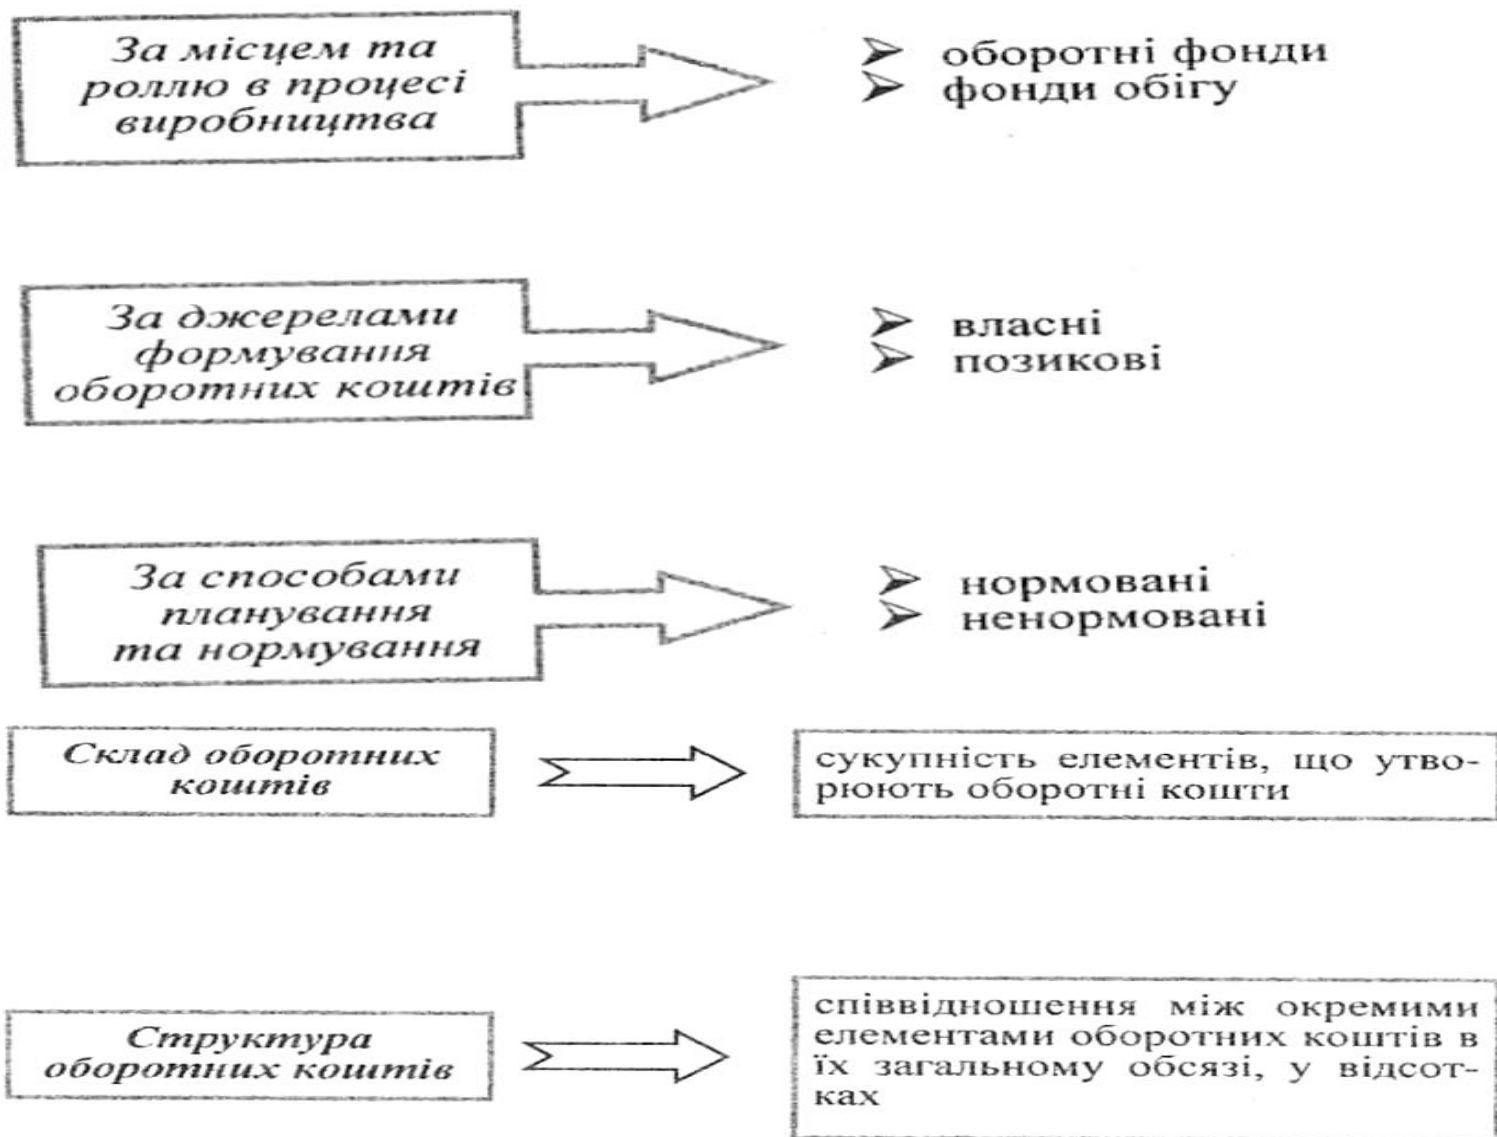 За місцем та
роллю в процесі
виробництва
оборотні фонди
фонди обігу
За джерелами
формування
оборотних коштів
власні
позикові
За способами
планування
та нормування
нормовані
ненормовані
Склад оборотних
коштів
сукупність елементів, що утво-
рюють оборотні кошти
Структура
оборотних коштів
співвідношення між окремими
елементами оборотних коштів в
їх загальному обсязі, у відсот-
ках